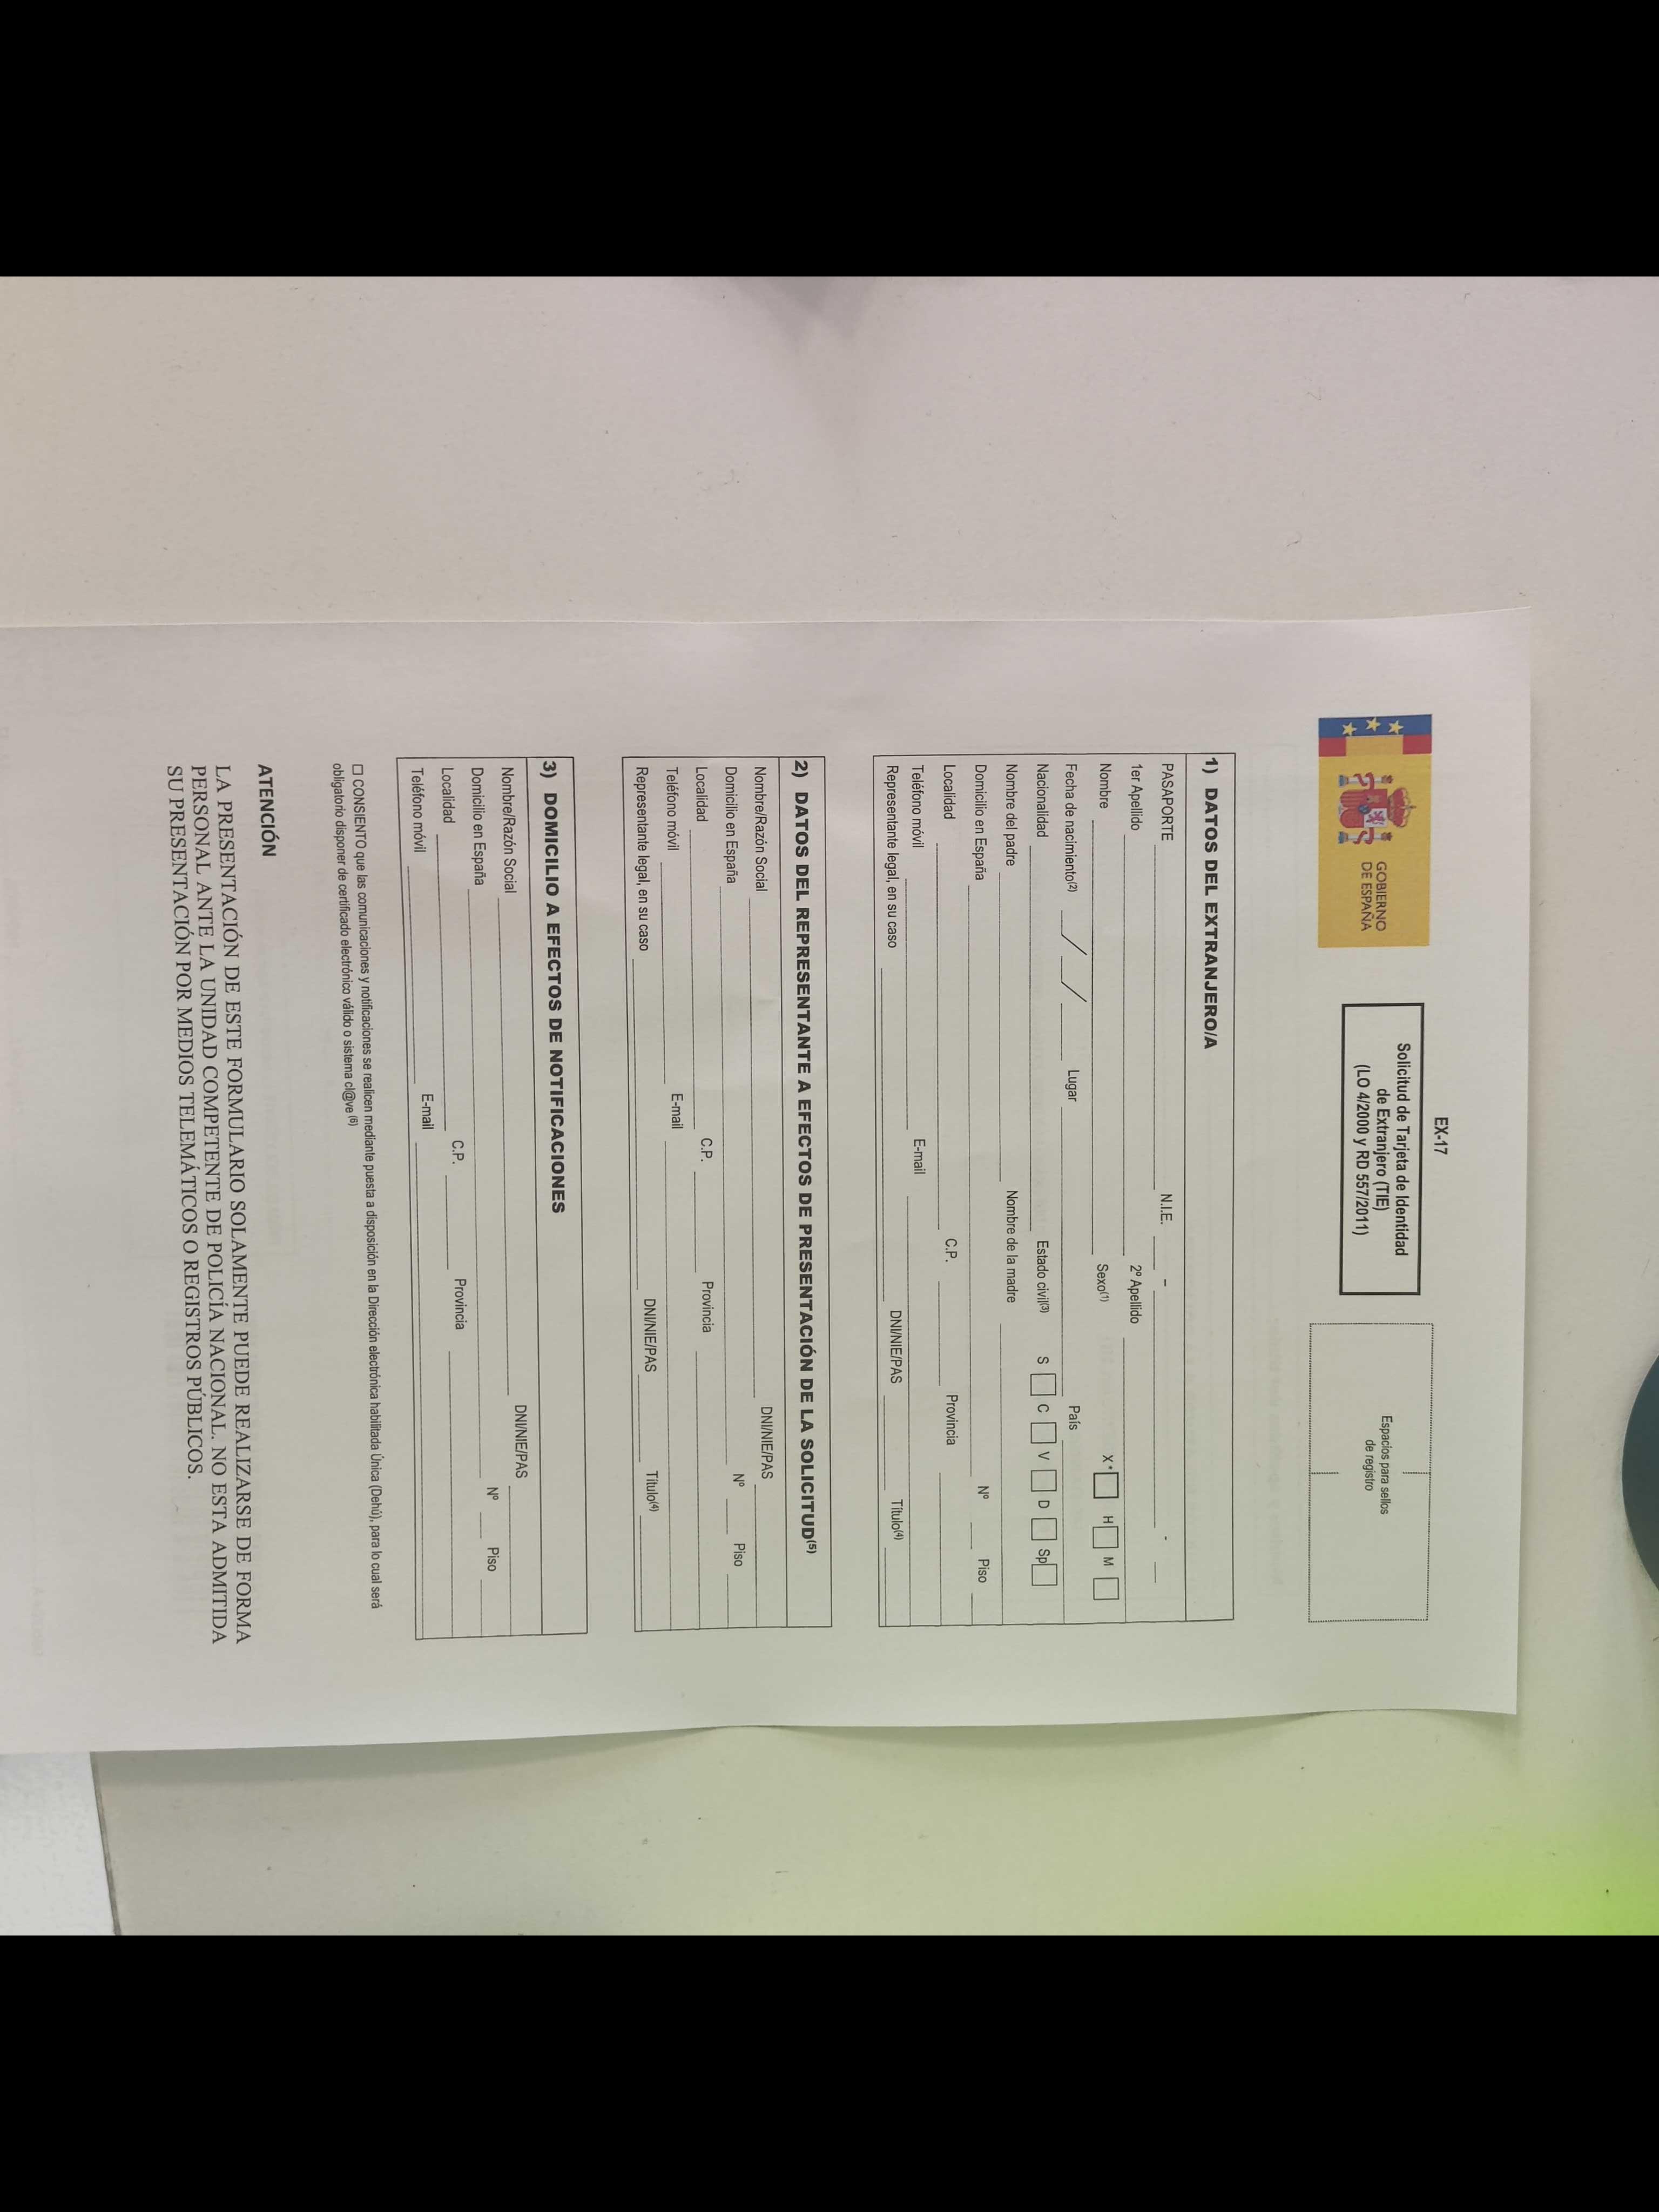 EX-17
GOBIERNO
DE ESPAÑA
Solicitud de Tarjeta de Identidad
de Extranjero (TIE)
(LO 4/2000 y RD 557/2011)
Espacios para sellos
de registro
1) DATOS DEL EXTRANJERO/A
PASAPORTE N.I.E. - -
1er Apellido 2º Apellido
Nombre Sexo(1) X* H M
Fecha de nacimiento(2) / / Lugar País
Nacionalidad Estado civil(3) S C V D Sp
Nombre del padre Nombre de la madre
Domicilio en España Nº Piso
Localidad C.P. Provincia
Teléfono móvil E-mail
Representante legal, en su caso DNI/NIE/PAS Título(4)
2) DATOS DEL REPRESENTANTE A EFECTOS DE PRESENTACIÓN DE LA SOLICITUD(5)
Nombre/Razón Social DNI/NIE/PAS
Domicilio en España Nº Piso
Localidad C.P. Provincia
Teléfono móvil E-mail
Representante legal, en su caso DNI/NIE/PAS Título(4)
3) DOMICILIO A EFECTOS DE NOTIFICACIONES
Nombre/Razón Social DNI/NIE/PAS
Domicilio en España Nº Piso
Localidad C.P. Provincia
Teléfono móvil E-mail
□ CONSIENTO que las comunicaciones y notificaciones se realicen mediante puesta a disposición en la Dirección electrónica habilitada Única (Dehú), para lo cual será
obligatorio disponer de certificado electrónico válido o sistema cl@ve (6)
ATENCIÓN
LA PRESENTACIÓN DE ESTE FORMULARIO SOLAMENTE PUEDE REALIZARSE DE FORMA
PERSONAL ANTE LA UNIDAD COMPETENTE DE POLICÍA NACIONAL. NO ESTA ADMITIDA
SU PRESENTACIÓN POR MEDIOS TELEMÁTICOS O REGISTROS PÚBLICOS.